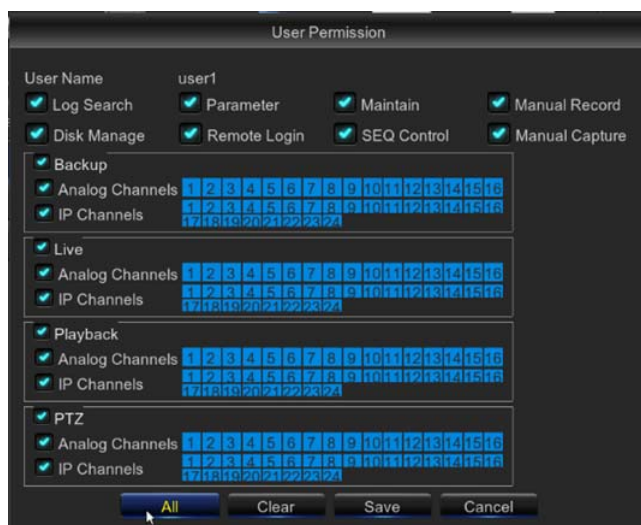 User Permission
User Name user1
Log Search Parameter Maintain Manual Record
Disk Manage Remote Login SEQ Control Manual Capture
Backup
Analog Channels 1 2 3 4 5 6 7 8 9 10 11 12 13 14 15 16
IP Channels 1 2 3 4 5 6 7 8 9 10 11 12 13 14 15 16
17 18 19 20 21 22 23 24
Live
Analog Channels 1 2 3 4 5 6 7 8 9 10 11 12 13 14 15 16
IP Channels 1 2 3 4 5 6 7 8 9 10 11 12 13 14 15 16
17 18 19 20 21 22 23 24
Playback
Analog Channels 1 2 3 4 5 6 7 8 9 10 11 12 13 14 15 16
IP Channels 1 2 3 4 5 6 7 8 9 10 11 12 13 14 15 16
17 18 19 20 21 22 23 24
PTZ
Analog Channels 1 2 3 4 5 6 7 8 9 10 11 12 13 14 15 16
IP Channels 1 2 3 4 5 6 7 8 9 10 11 12 13 14 15 16
17 18 19 20 21 22 23 24
All Clear Save Cancel